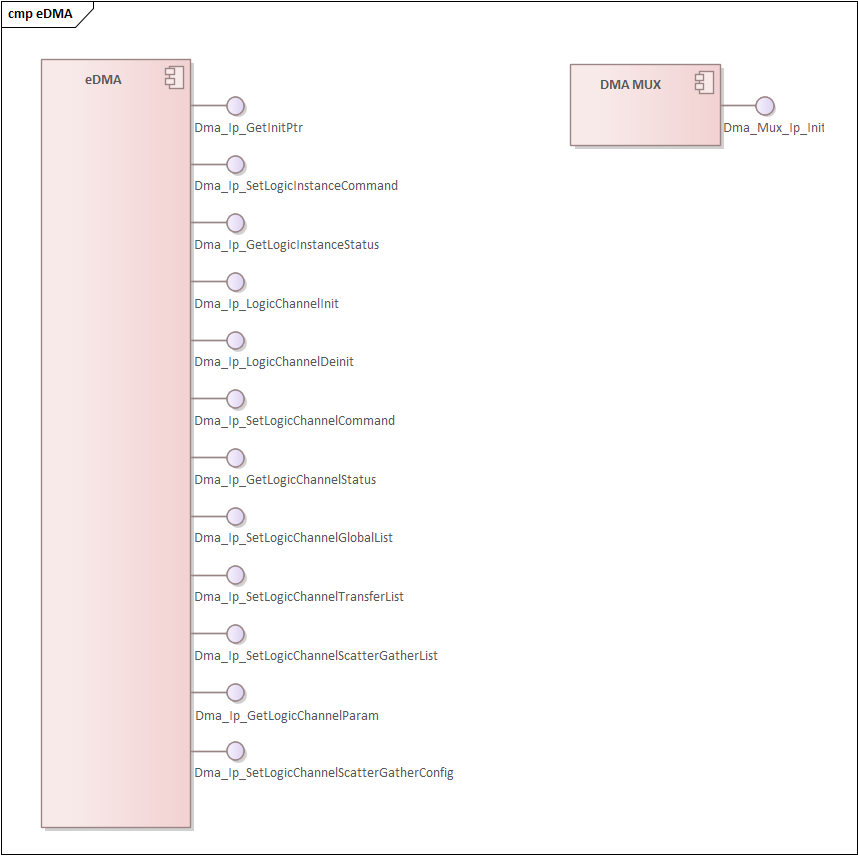 cmp eDMA
eDMA
Dma_Ip_GetInitPtr
Dma_Ip_SetLogicInstanceCommand
Dma_Ip_GetLogicInstanceStatus
Dma_Ip_LogicChannelInit
Dma_Ip_LogicChannelDeinit
Dma_Ip_SetLogicChannelCommand
Dma_Ip_GetLogicChannelStatus
Dma_Ip_SetLogicChannelGlobalList
Dma_Ip_SetLogicChannelTransferList
Dma_Ip_SetLogicChannelScatterGatherList
Dma_Ip_GetLogicChannelParam
Dma_Ip_SetLogicChannelScatterGatherConfig
DMA MUX
Dma_Mux_Ip_Init